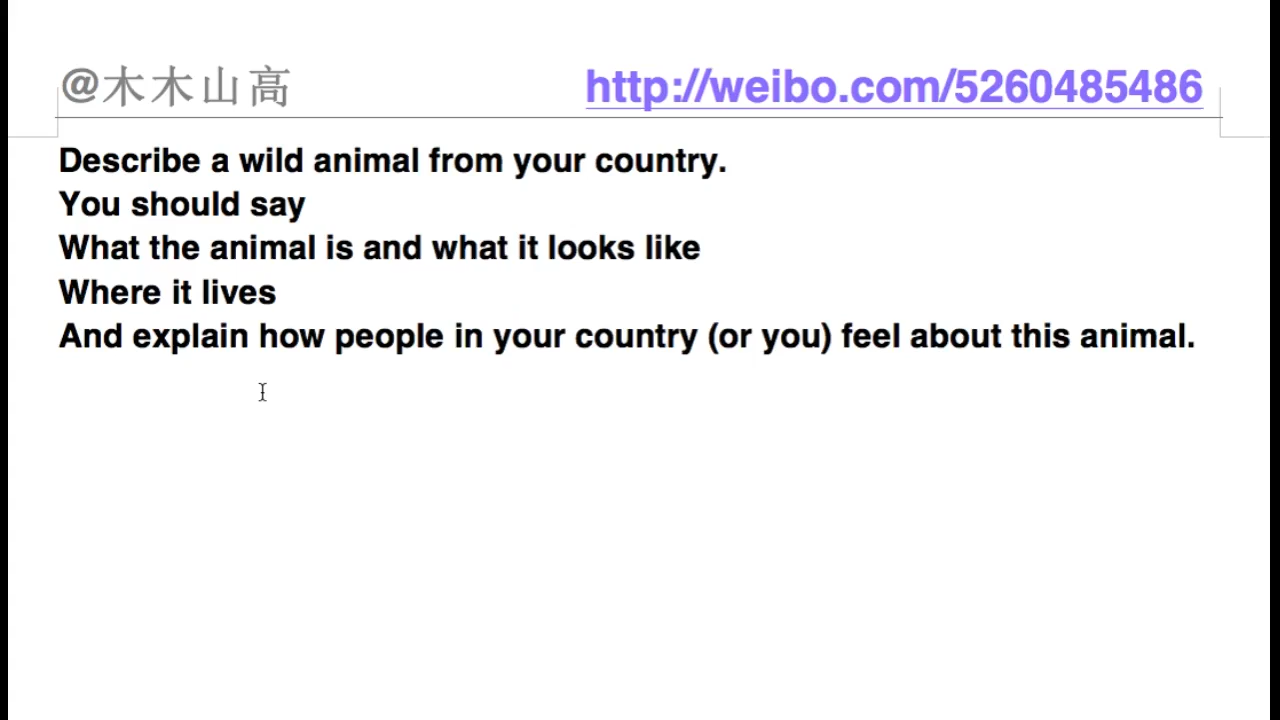 @木木山高 http://weibo.com/5260485486
Describe a wild animal from your country.
You should say
What the animal is and what it looks like
Where it lives
And explain how people in your country (or you) feel about this animal.